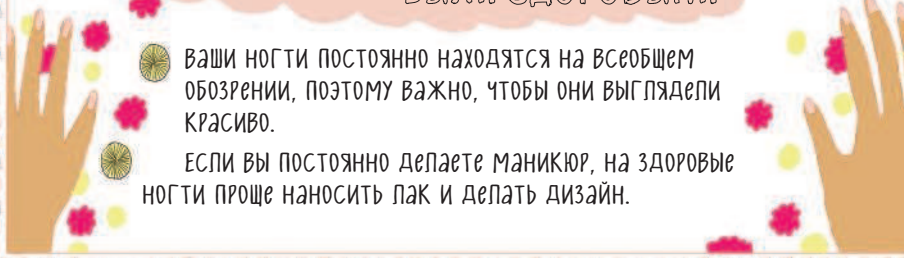 Ваши ногти постоянно находятся на всеобщем
обозрении, поэтому важно, чтобы они выглядели
красиво.
Если вы постоянно делаете маникюр, на здоровые
ногти проще наносить лак и делать дизайн.